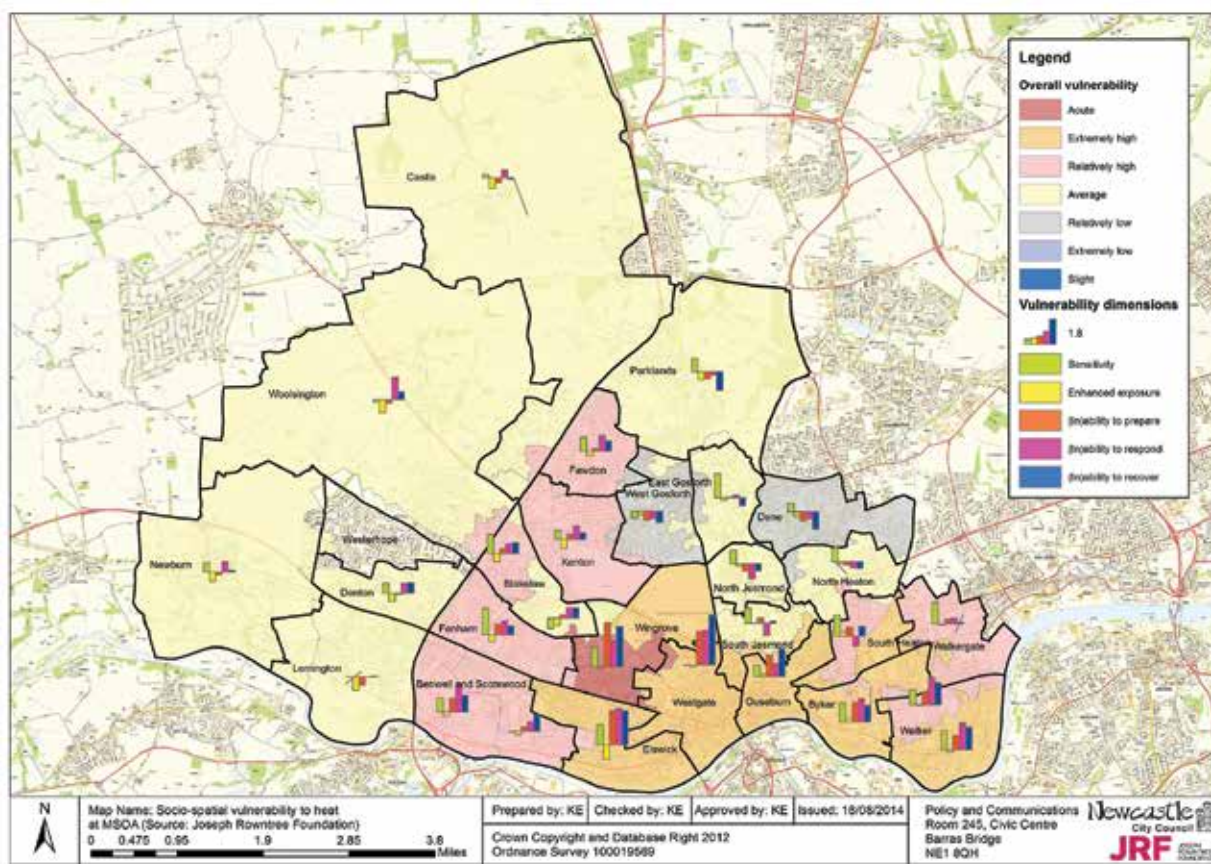 Legend
Overall vulnerability
Acute
Extremely high
Relatively high
Average
Relatively low
Extremely low
Slight
Vulnerability dimensions
1.8
Sensitivity
Enhanced exposure
(In)ability to prepare
(In)ability to respond
(In)ability to recover
Castle
Parklands
Woolsington
Fawdon
East Gosforth
West Gosforth
Dene
Westerhope
Newburn
Kenton
Blakelaw
Denton
North Jesmond
North Heaton
Fenham
Wingrove
South Jesmond
South Heaton
Walkergate
Lemington
Benwell and Scotswood
Westgate
Ouseburn
Byker
Walker
Elswick
N
Map Name: Socio-spatial vulnerability to heat
at MSOA (Source: Joseph Rowntree Foundation)
0 0.475 0.95 1.9 2.85 3.8
Miles
Prepared by: KE
Checked by: KE
Approved by: KE
Issued: 18/08/2014
Crown Copyright and Database Right 2012
Ordnance Survey 100019569
Policy and Communications
Room 245, Civic Centre
Barras Bridge
NE1 8QH
Newcastle
City Council
JRF
JOSEPH
ROWNTREE
FOUNDATION